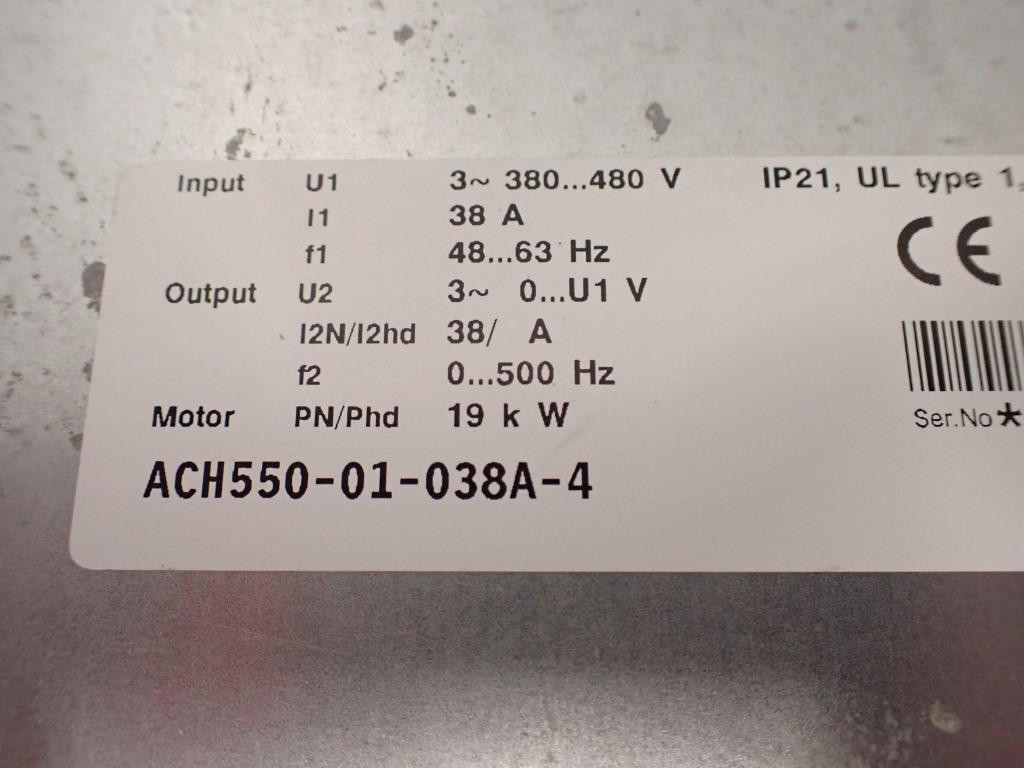 Input U1 3~ 380...480 V IP21, UL type 1,
I1 38 A
f1 48...63 Hz
CE
Output U2 3~ 0...U1 V
I2N/I2hd 38/ A
f2 0...500 Hz
Motor PN/Phd 19 k W
Ser.No*
ACH550-01-038A-4